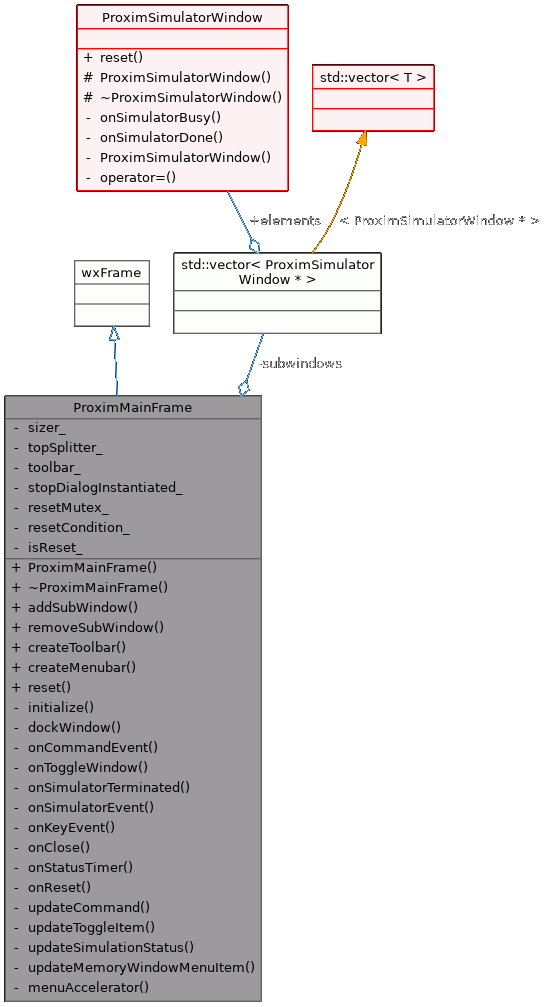 ProximSimulatorWindow
+ reset()
# ProximSimulatorWindow()
# ~ProximSimulatorWindow()
- onSimulatorBusy()
- onSimulatorDone()
- ProximSimulatorWindow()
- operator=()
std::vector< T >
+elements
< ProximSimulatorWindow * >
wxFrame
std::vector< ProximSimulator
Window * >
-subwindows
ProximMainFrame
- sizer_
- topSplitter_
- toolbar_
- stopDialogInstantiated_
- resetMutex_
- resetCondition_
- isReset_
+ ProximMainFrame()
+ ~ProximMainFrame()
+ addSubWindow()
+ removeSubWindow()
+ createToolbar()
+ createMenubar()
+ reset()
- initialize()
- dockWindow()
- onCommandEvent()
- onToggleWindow()
- onSimulatorTerminated()
- onSimulatorEvent()
- onKeyEvent()
- onClose()
- onStatusTimer()
- onReset()
- updateCommand()
- updateToggleItem()
- updateSimulationStatus()
- updateMemoryWindowMenuItem()
- menuAccelerator()